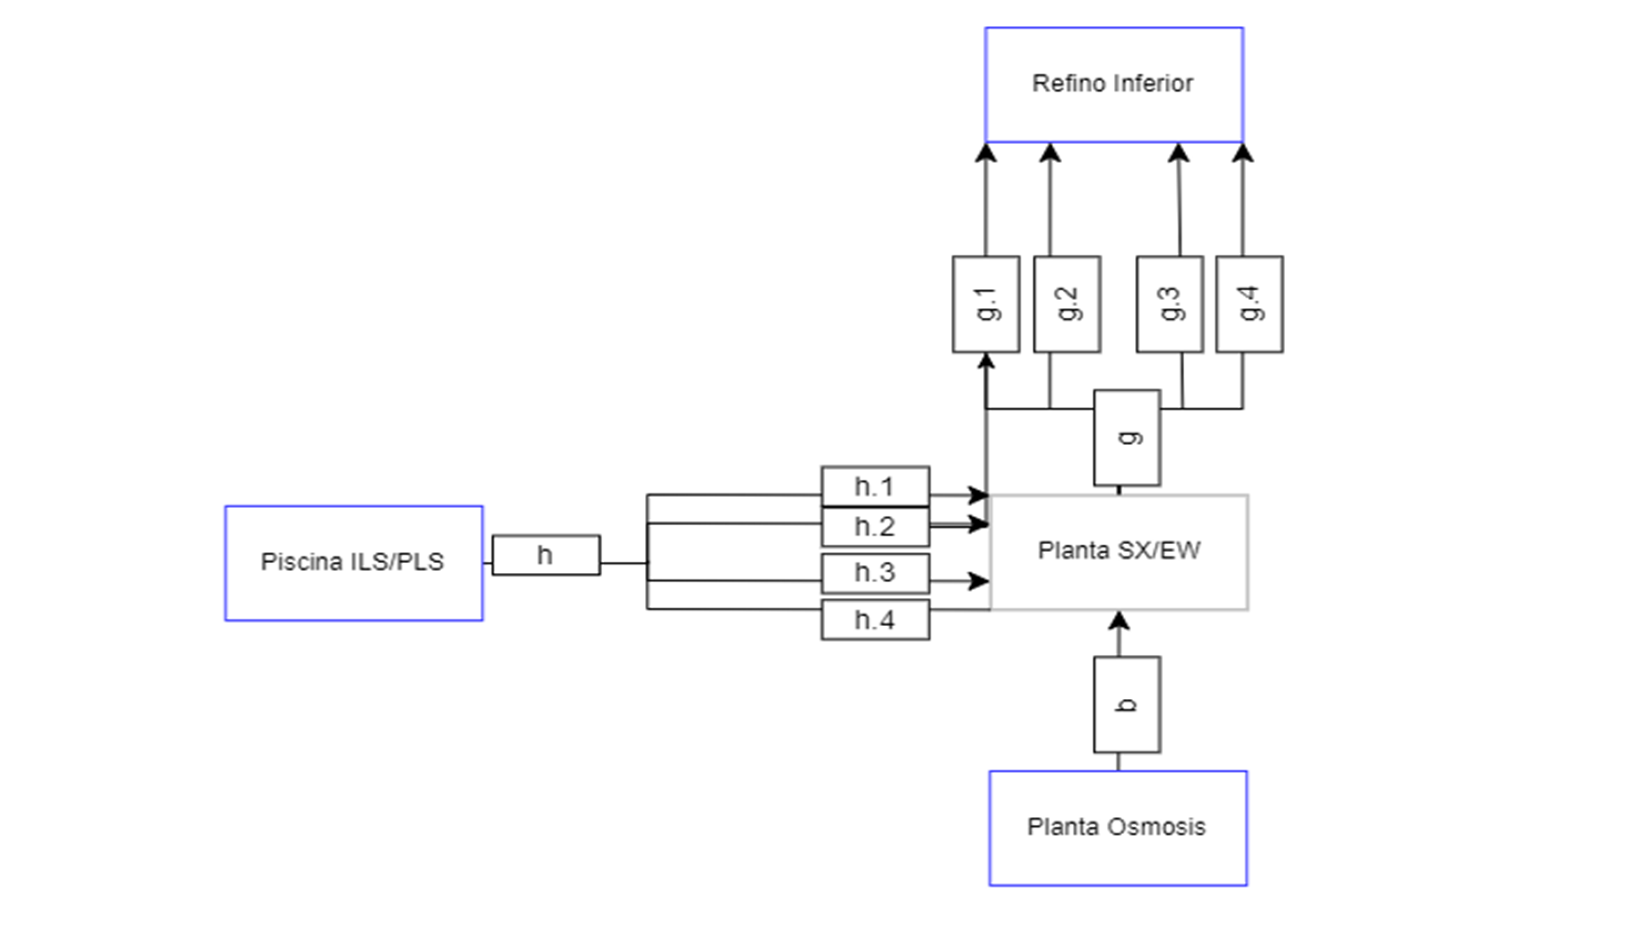 Refino Inferior
g.1
g.2
g.3
g.4
g
h.1
h.2
h.3
h.4
h
Piscina ILS/PLS
Planta SX/EW
b
Planta Osmosis